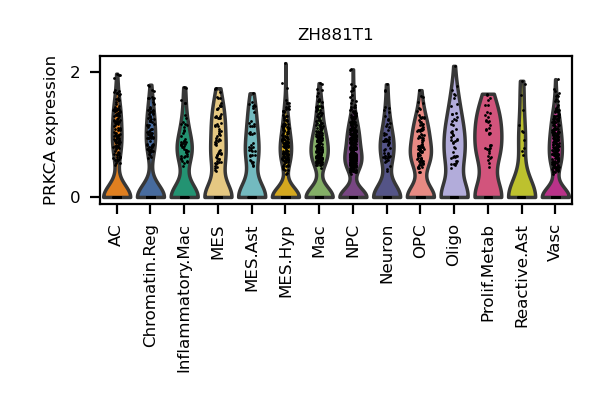 ZH881T1
PRKCA expression
2
0
AC
Chromatin.Reg
Inflammatory.Mac
MES
MES.Ast
MES.Hyp
Mac
NPC
Neuron
OPC
Oligo
Prolif.Metab
Reactive.Ast
Vasc